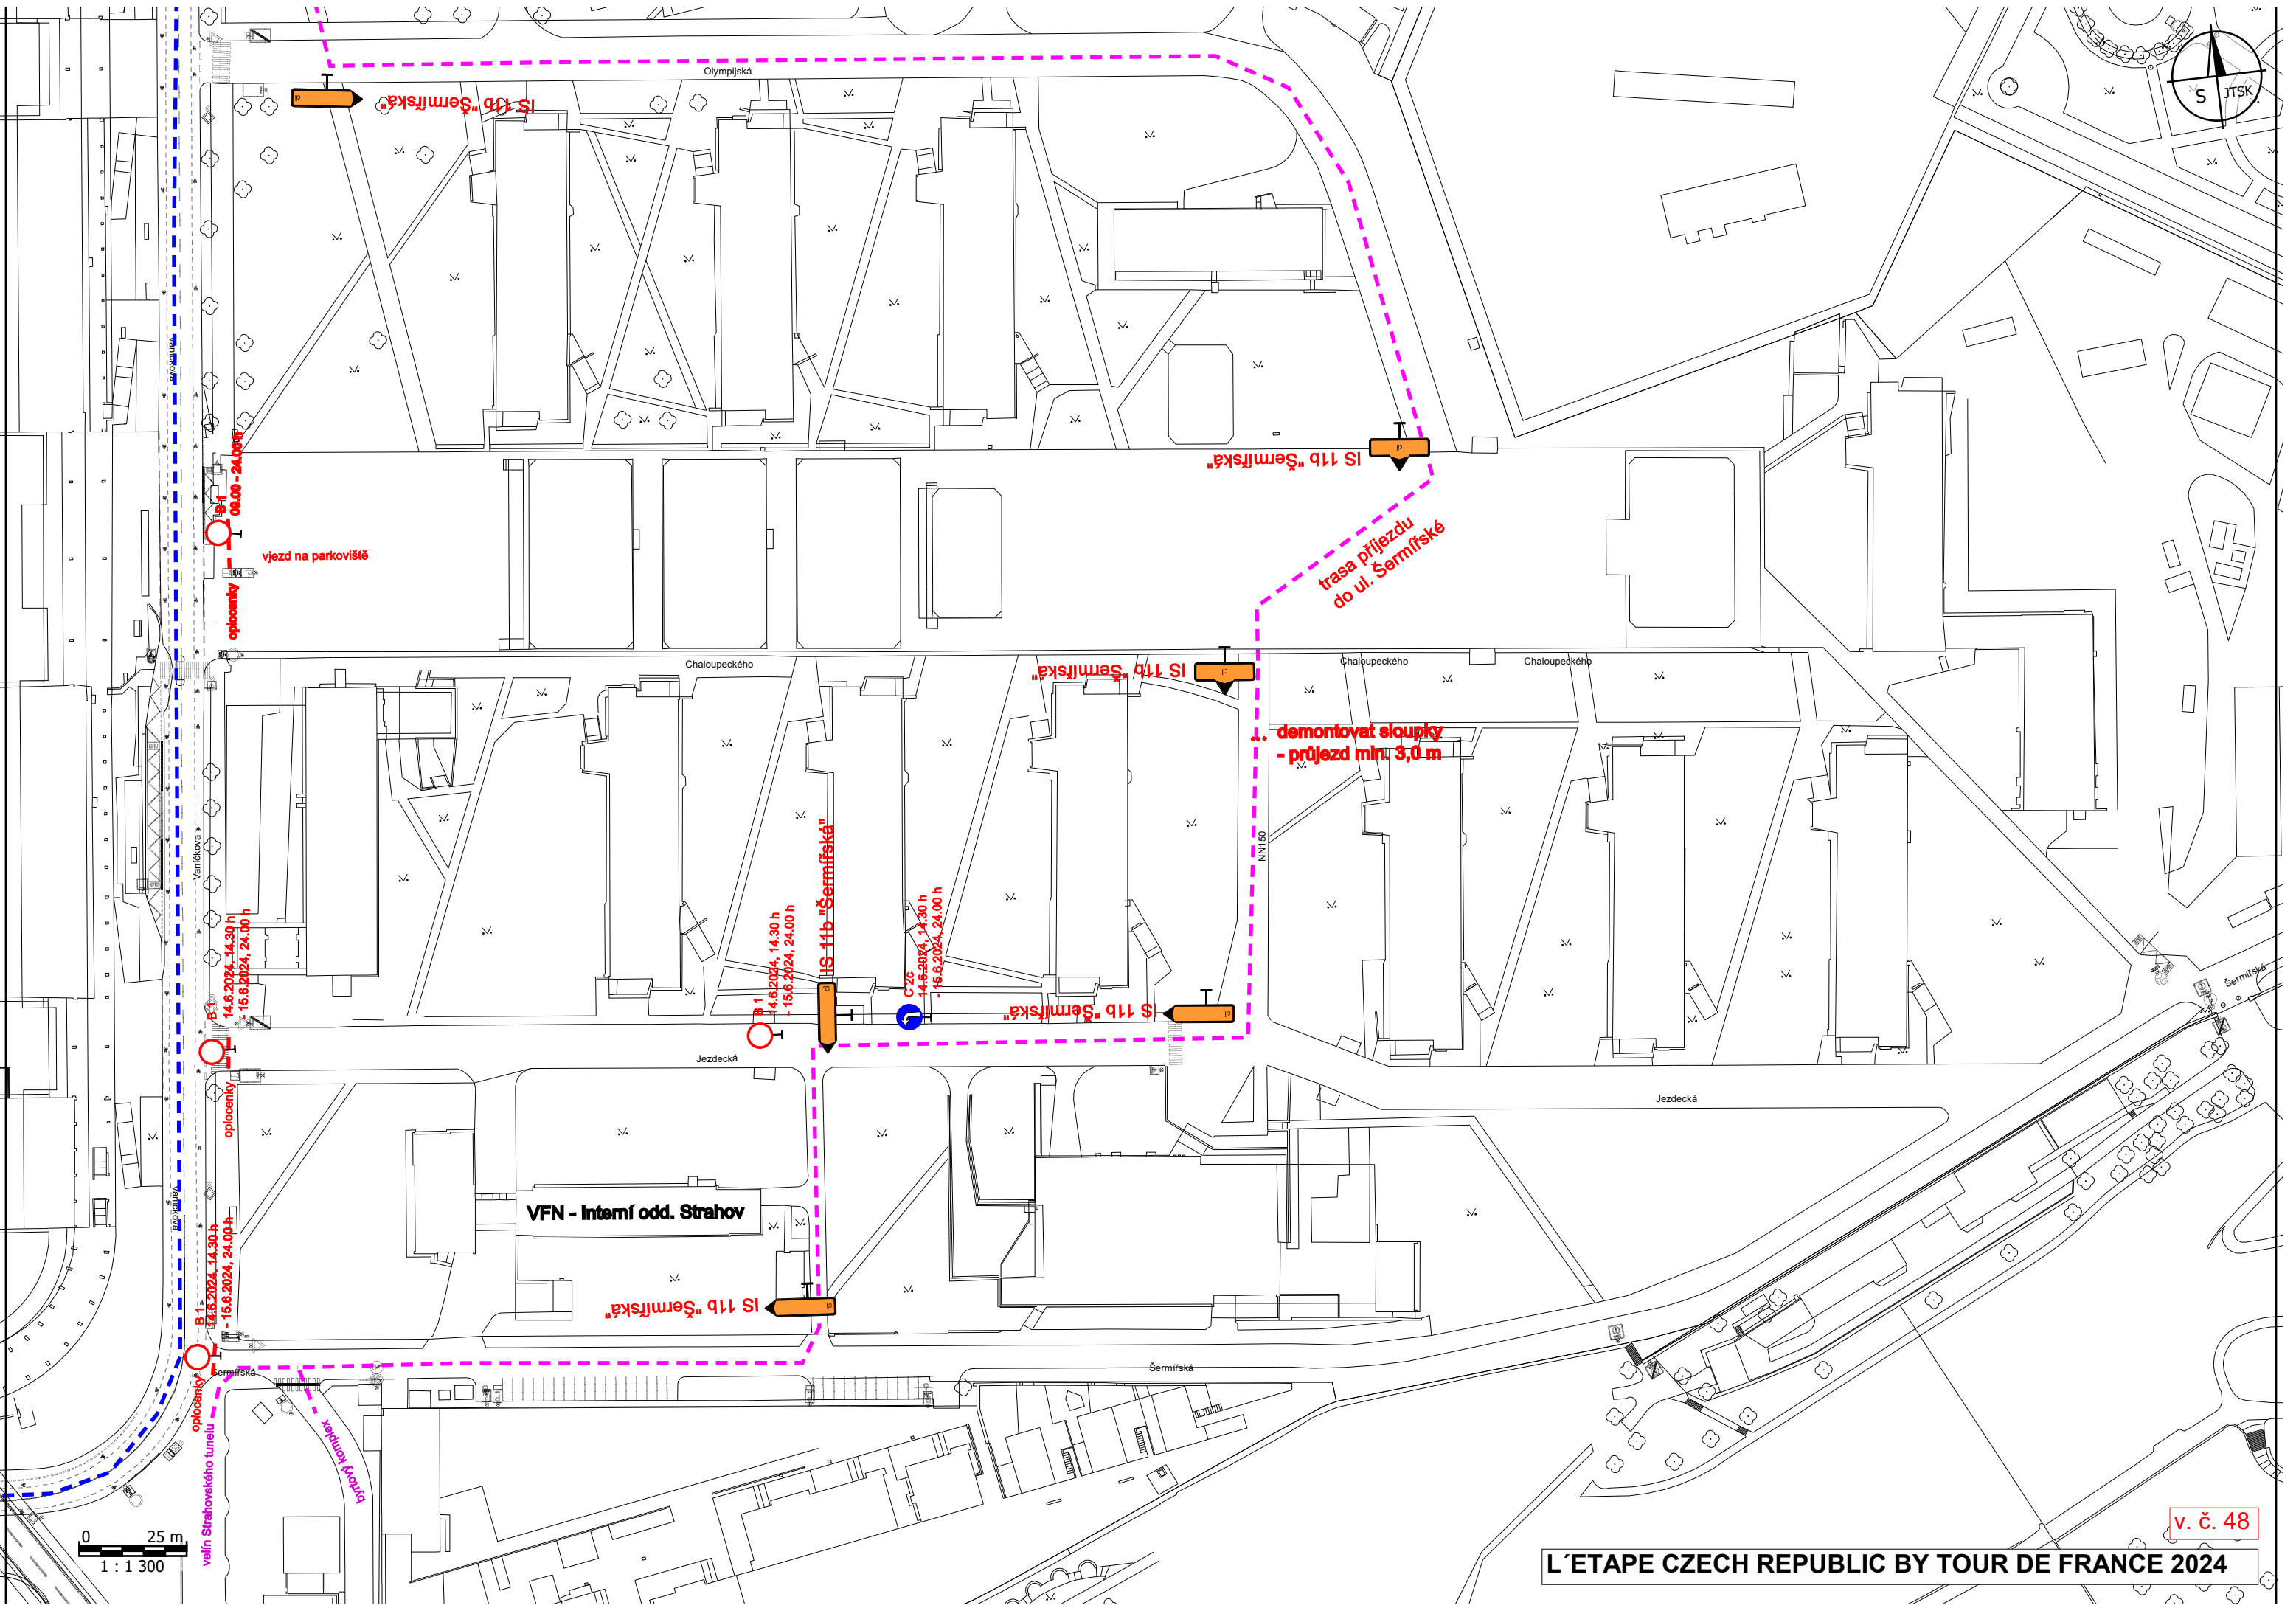 Olympijská
IS 11b "Šermířská"
S JTSK
Vaníčkova
IS 11b "Šermířská"
B 1
09.00 - 24.00 h
vjezd na parkoviště
oplocenky
trasa příjezdu
do ul. Šermířské
Chaloupeckého
IS 11b "Šermířská"
Chaloupeckého
Chaloupeckého
demontovat sloupky
- průjezd min. 3,0 m
Vaníčkova
NN150
B 1
14.6.2024, 14.30 h
- 15.6.2024, 24.00 h
B 1
14.6.2024, 14.30 h
- 15.6.2024, 24.00 h
IS 11b "Šermířská"
C 2c
14.6.2024, 14.30 h
- 15.6.2024, 24.00 h
IS 11b "Šermířská"
Šermířská
Jezdecká
oplocenky
Jezdecká
Vaníčkova
VFN - Interní odd. Strahov
B 1
14.6.2024, 14.30 h
- 15.6.2024, 24.00 h
IS 11b "Šermířská"
Šermířská
Šermířská
oplocenky
velín Strahovského tunelu
bytový komplex
0 25 m
1 : 1 300
v. č. 48
L´ETAPE CZECH REPUBLIC BY TOUR DE FRANCE 2024